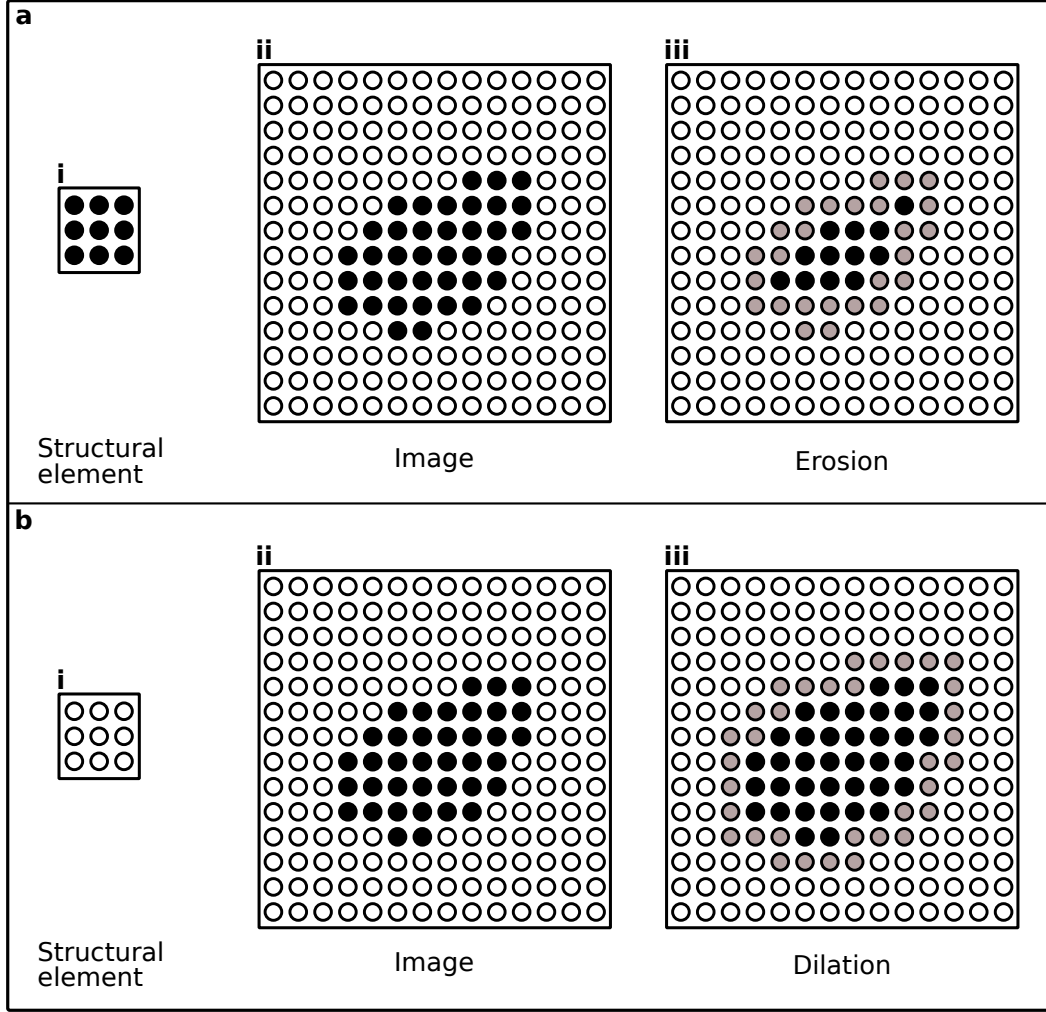 a
i
ii
iii
Structural
element
Image
Erosion
b
i
ii
iii
Structural
element
Image
Dilation